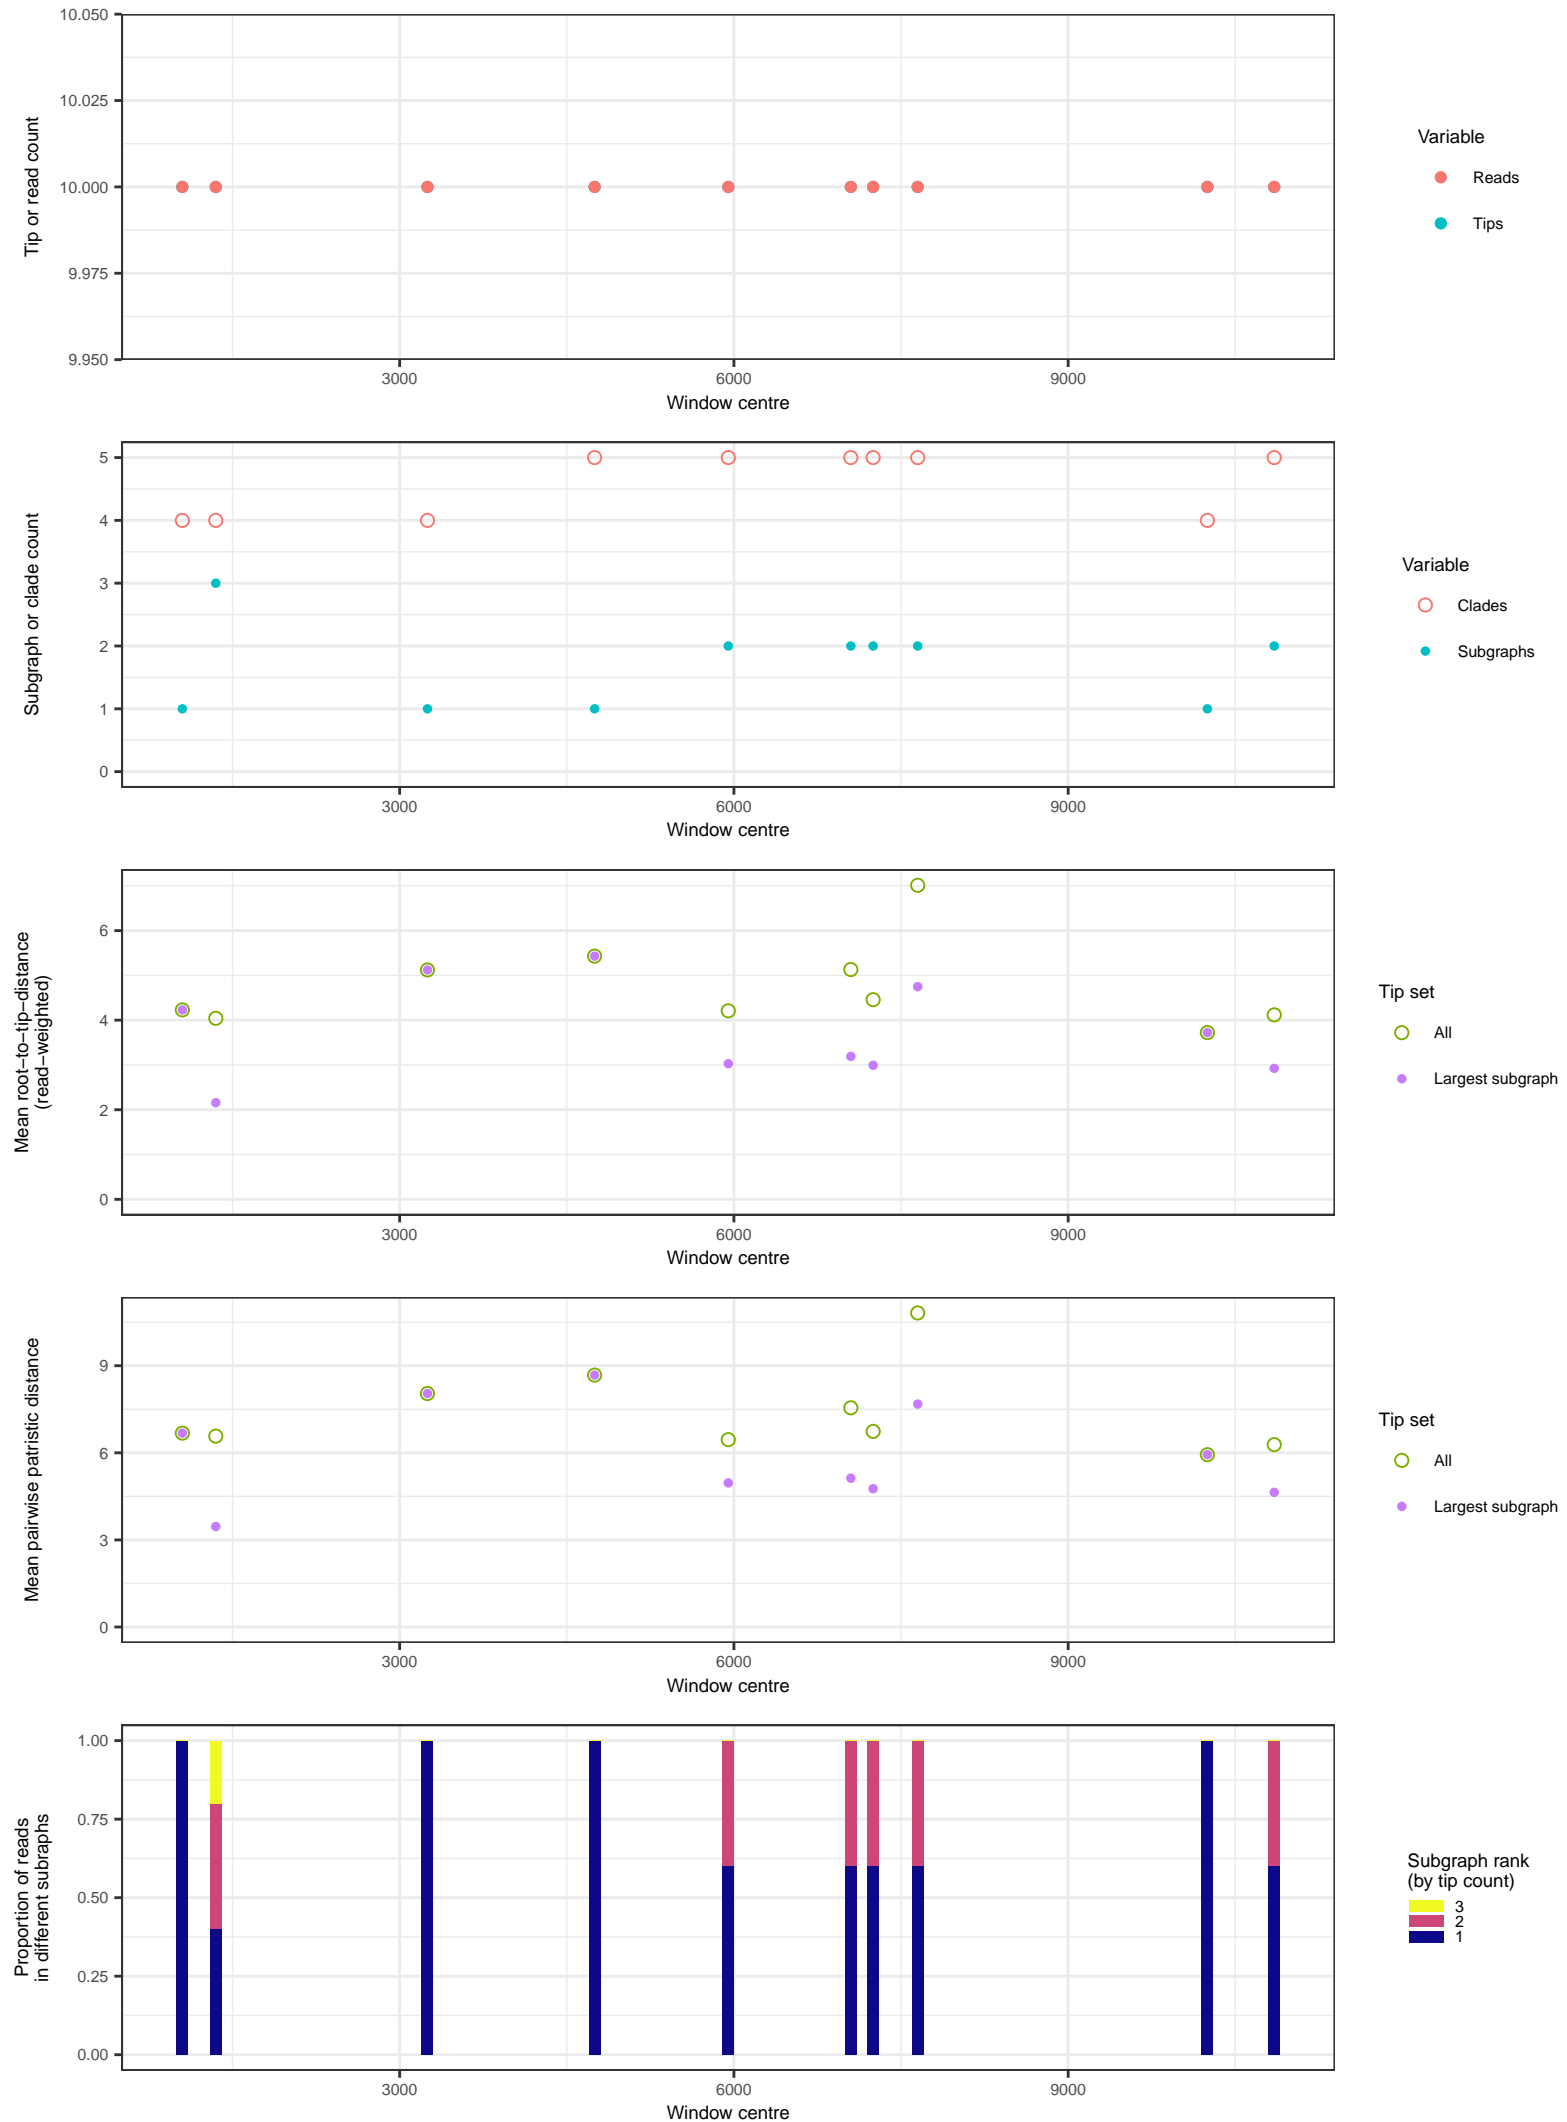 10.050
10.025
10.000
9.975
9.950
Tip or read count
3000
6000
9000
Window centre
Variable
Reads
Tips
5
4
3
2
1
0
Subgraph or clade count
3000
6000
9000
Window centre
Variable
Clades
Subgraphs
6
4
2
0
Mean root−to−tip−distance
(read−weighted)
3000
6000
9000
Window centre
Tip set
All
Largest subgraph
9
6
3
0
Mean pairwise patristic distance
3000
6000
9000
Window centre
Tip set
All
Largest subgraph
1.00
0.75
0.50
0.25
0.00
Proportion of reads
in different subraphs
3000
6000
9000
Window centre
Subgraph rank
(by tip count)
3
2
1